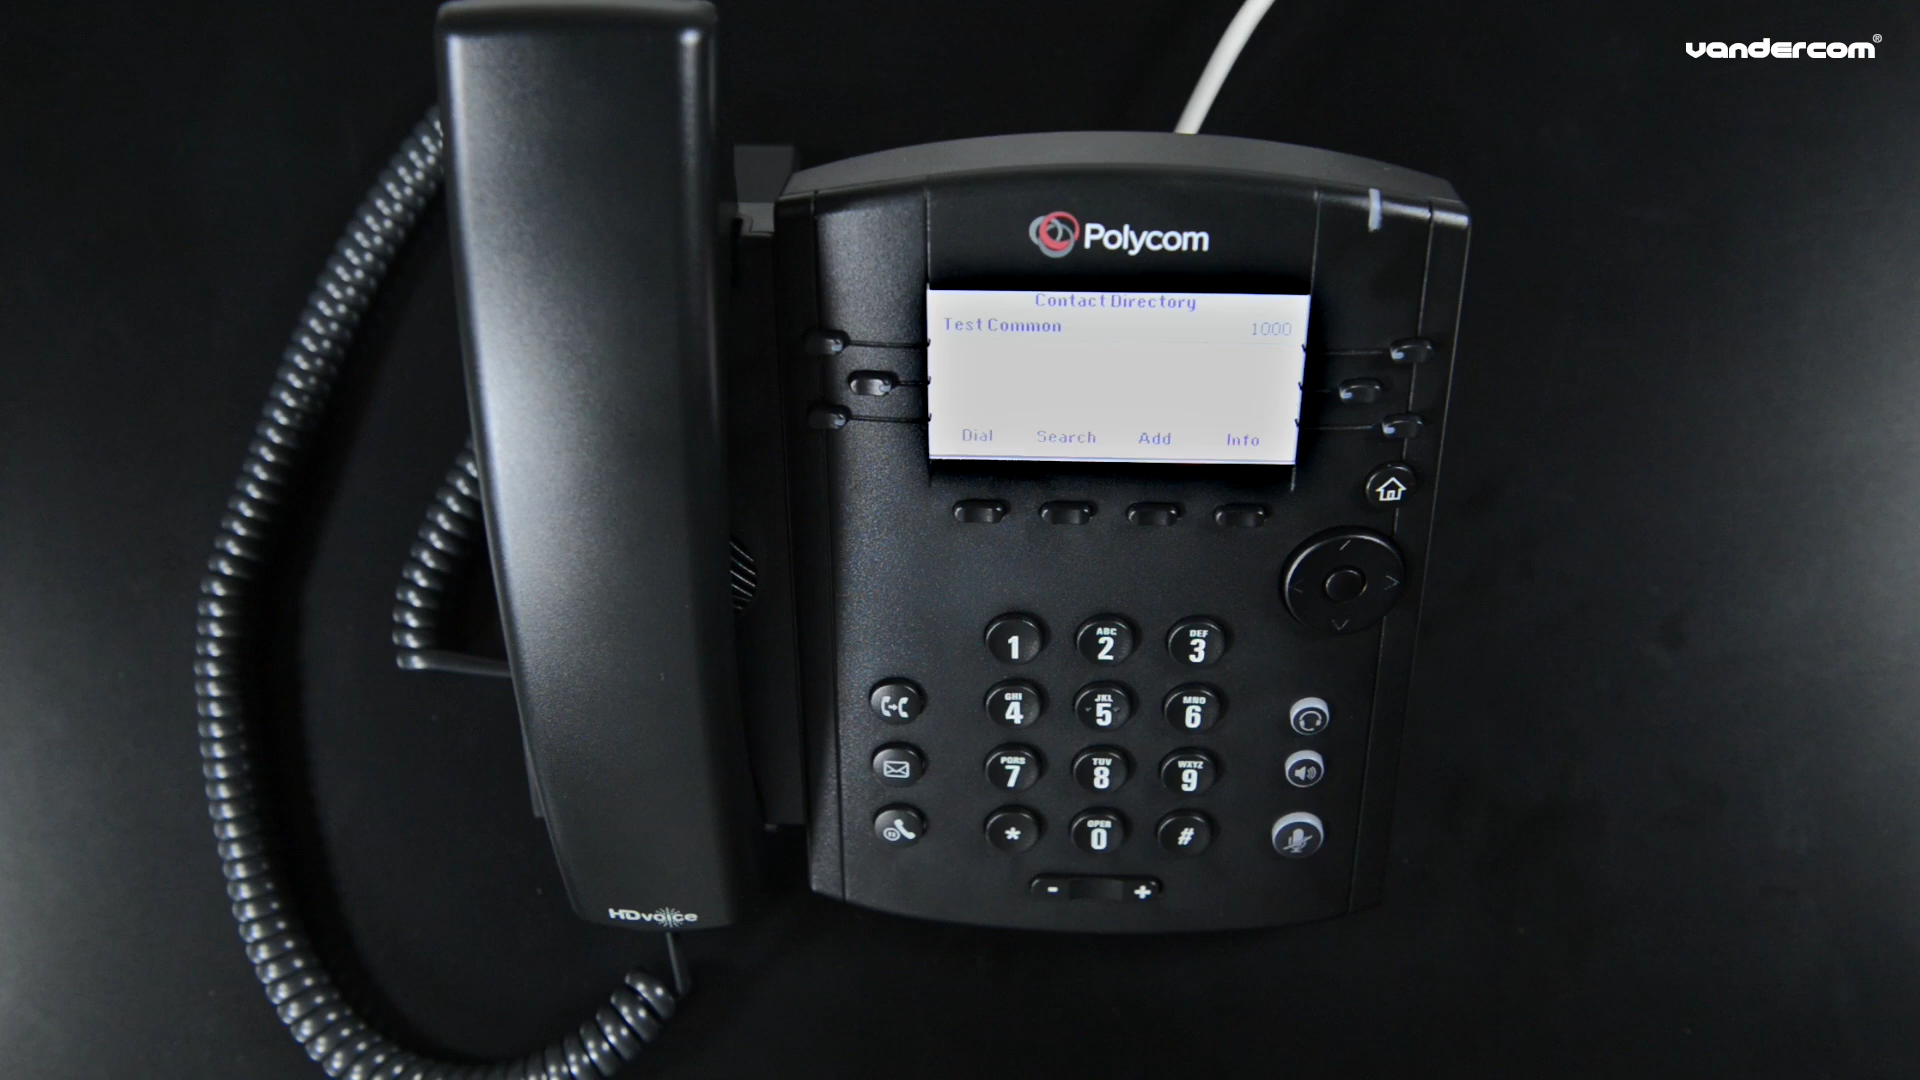 vandercom®
Polycom
Contact Directory
Test Common 1000
Dial Search Add Info
1 ABC 2 DEF 3
GHI 4 JKL 5 MNO 6
PQRS 7 TUV 8 WXYZ 9
* OPER 0 #
- +
HDvoice